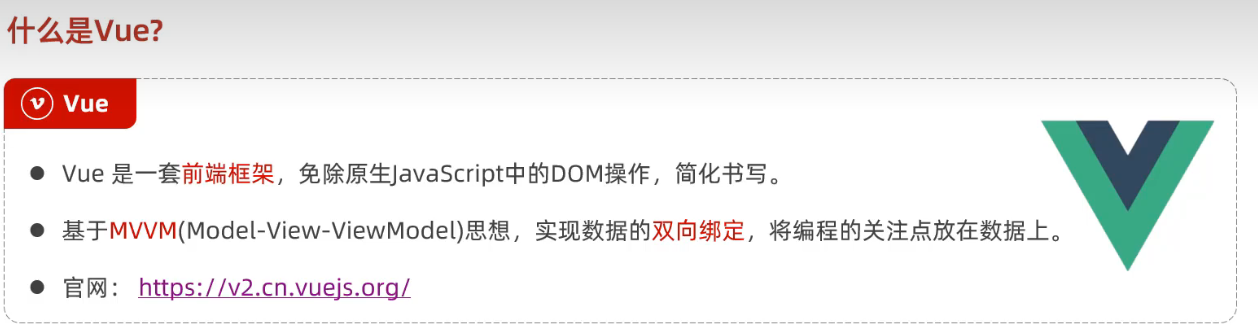 什么是Vue?
Vue
● Vue 是一套前端框架，免除原生JavaScript中的DOM操作，简化书写。
● 基于MVVM(Model-View-ViewModel)思想，实现数据的双向绑定，将编程的关注点放在数据上。
● 官网： https://v2.cn.vuejs.org/